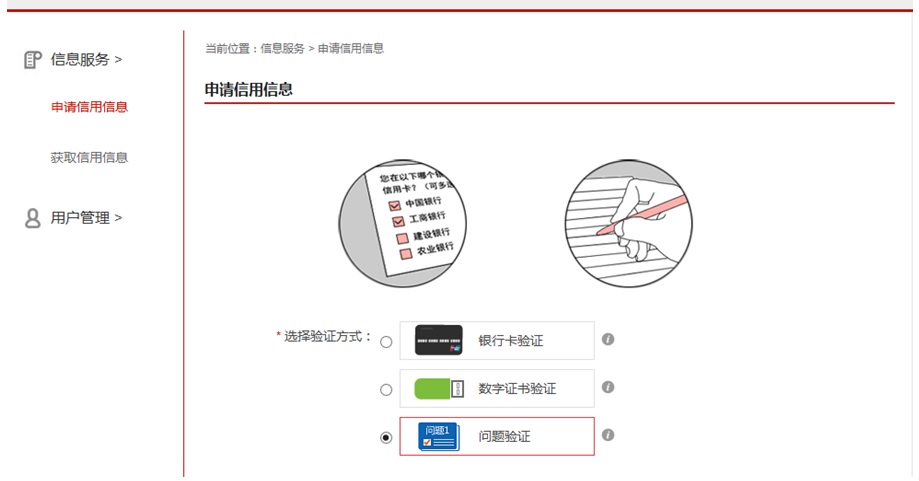 信息服务 >
申请信用信息
获取信用信息
用户管理 >
当前位置：信息服务 > 申请信用信息
申请信用信息
您在以下哪个银
信用卡？（可多选
中国银行
工商银行
建设银行
农业银行
* 选择验证方式：
银行卡验证
数字证书验证
问题1
问题验证